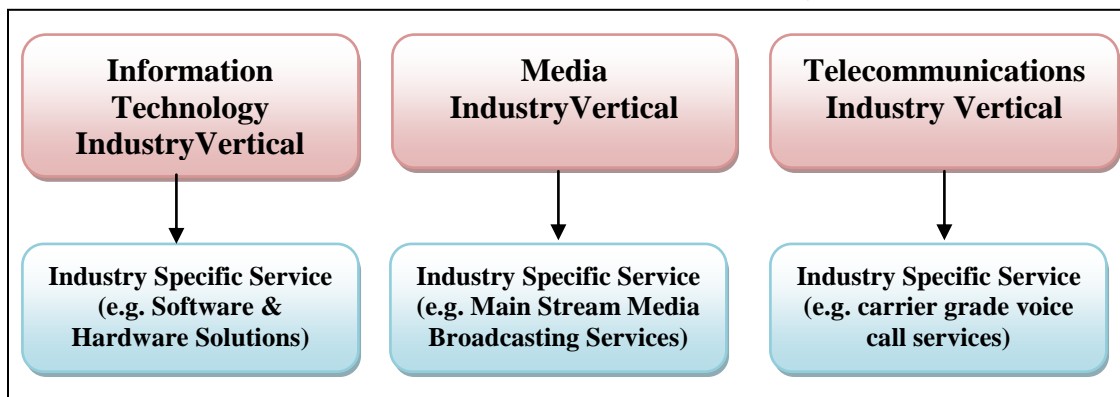 Information
Technology
IndustryVertical
Media
IndustryVertical
Telecommunications
Industry Vertical
Industry Specific Service
(e.g. Software &
Hardware Solutions)
Industry Specific Service
(e.g. Main Stream Media
Broadcasting Services)
Industry Specific Service
(e.g. carrier grade voice
call services)